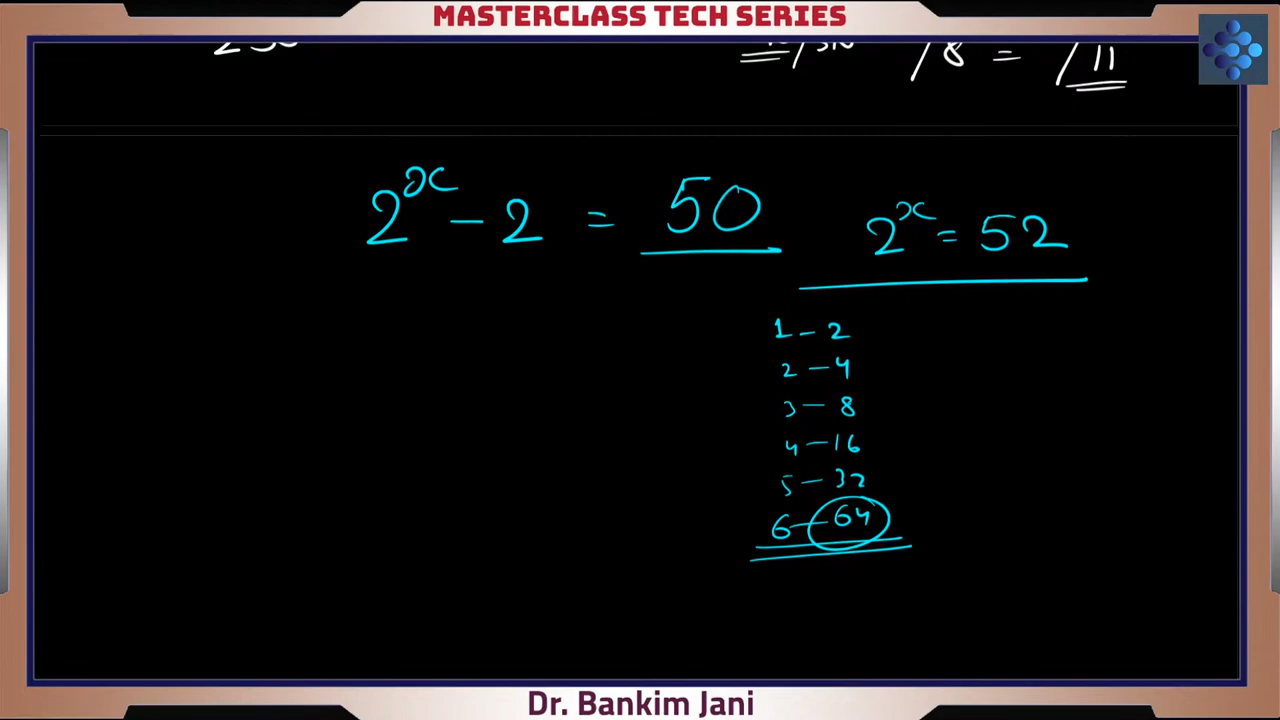 MASTERCLASS TECH SERIES
/8 = /11
2^x - 2 = 50
2^x = 52
1 - 2
2 - 4
3 - 8
4 - 16
5 - 32
6 - 64
Dr. Bankim Jani